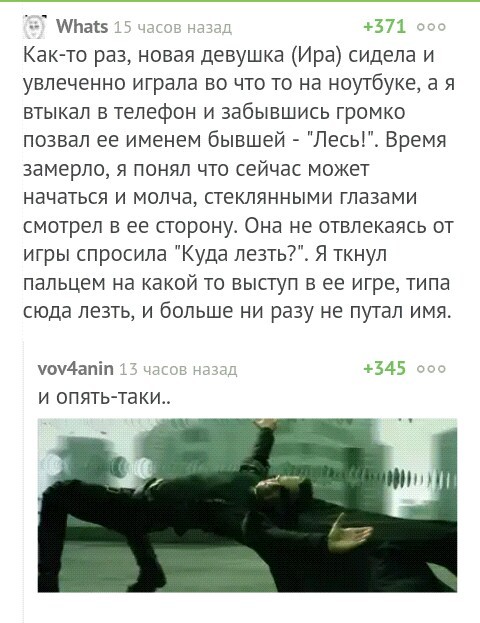 Whats 15 часов назад +371
Как-то раз, новая девушка (Ира) сидела и
увлеченно играла во что то на ноутбуке, а я
втыкал в телефон и забывшись громко
позвал ее именем бывшей - "Лесь!". Время
замерло, я понял что сейчас может
начаться и молча, стеклянными глазами
смотрел в ее сторону. Она не отвлекаясь от
игры спросила "Куда лезть?". Я ткнул
пальцем на какой то выступ в ее игре, типа
сюда лезть, и больше ни разу не путал имя.
vov4anin 13 часов назад +345
и опять-таки..